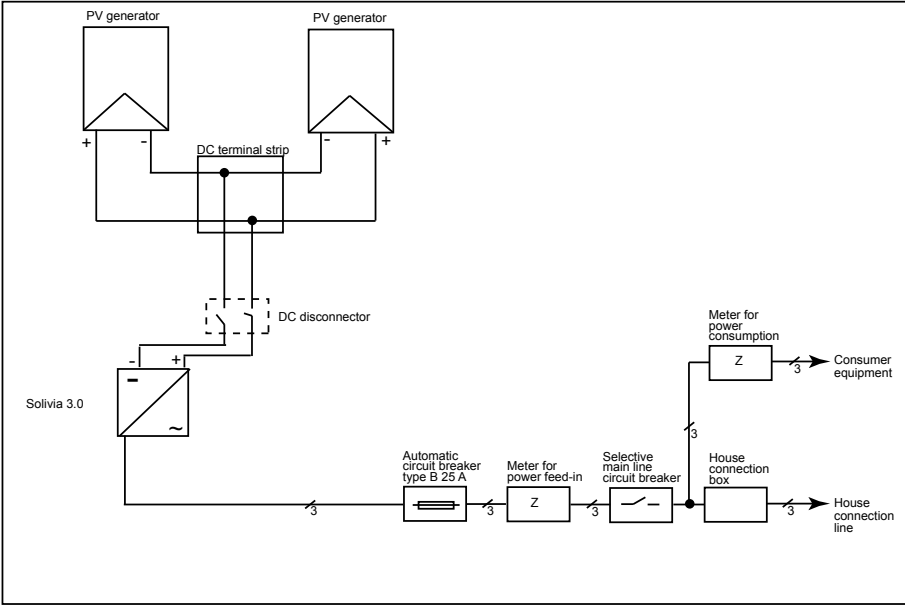 PV generator
PV generator
+
-
-
+
DC terminal strip
DC disconnector
-
+
Solivia 3.0
-
~
Meter for
power
consumption
Z
3
Consumer
equipment
3
Automatic
circuit breaker
type B 25 A
Meter for
power feed-in
Selective
main line
circuit breaker
House
connection
box
3
3
Z
3
3
House
connection
line